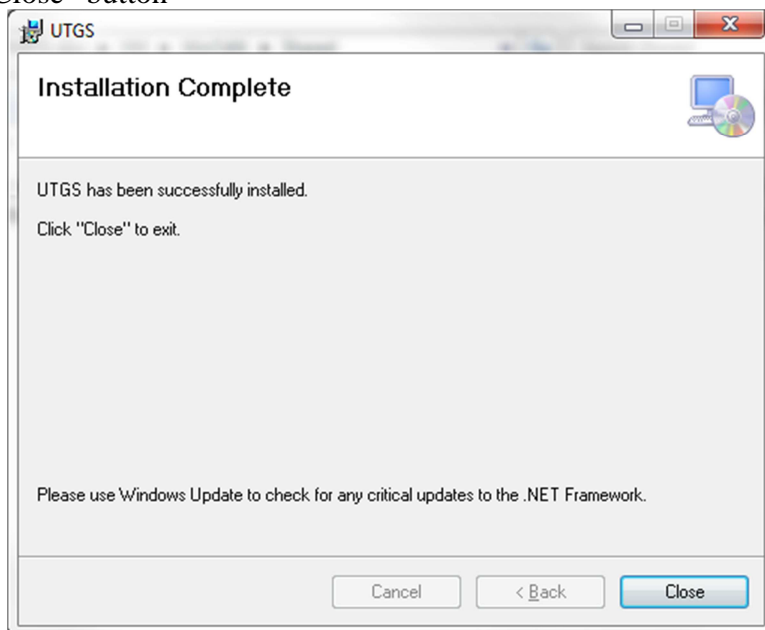 Close" button
UTGS
Installation Complete
UTGS has been successfully installed.
Click "Close" to exit.
Please use Windows Update to check for any critical updates to the .NET Framework.
Cancel
< Back
Close